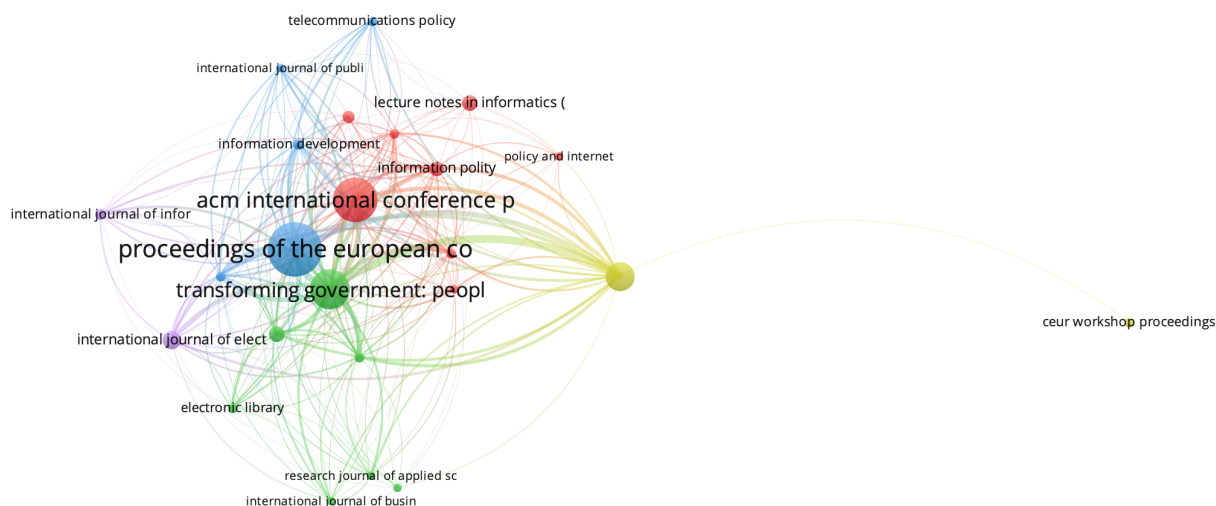 telecommunications policy
international journal of publi
lecture notes in informatics (
information development
policy and internet
information polity
acm international conference p
international journal of infor
proceedings of the european co
transforming government: peopl
ceur workshop proceedings
international journal of elect
electronic library
research journal of applied sc
international journal of busin